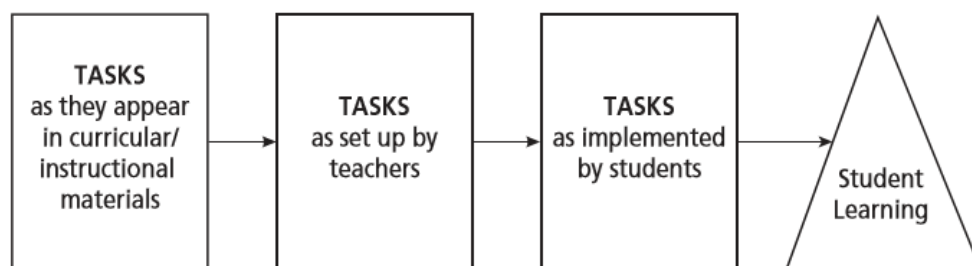 TASKS
as they appear
in curricular/
instructional
materials
TASKS
as set up by
teachers
TASKS
as implemented
by students
Student
Learning